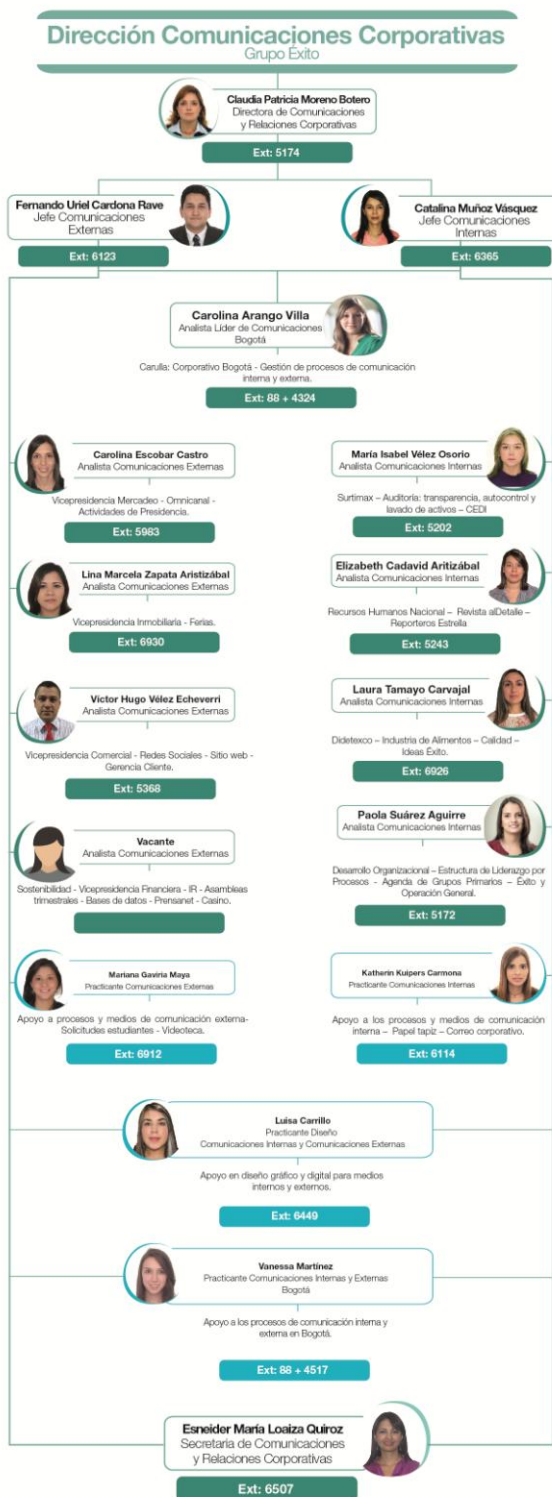 Dirección Comunicaciones Corporativas
Grupo Éxito
Claudia Patricia Moreno Botero
Directora de Comunicaciones
y Relaciones Corporativas
Ext: 5174
Fernando Uriel Cardona Rave
Jefe Comunicaciones
Externas
Ext: 6123
Catalina Muñoz Vásquez
Jefe Comunicaciones
Internas
Ext: 6365
Carolina Arango Villa
Analista Líder de Comunicaciones
Bogotá
Carulla: Corporativo Bogotá - Gestión de procesos de comunicación
interna y externa.
Ext: 88 + 4324
Carolina Escobar Castro
Analista Comunicaciones Externas
Vicepresidencia Mercadeo - Omnicanal -
Actividades de Presidencia.
Ext: 5983
María Isabel Vélez Osorio
Analista Comunicaciones Internas
Surtimax – Auditoria: transparencia, autocontrol y
lavado de activos – CEDI
Ext: 5202
Lina Marcela Zapata Aristizábal
Analista Comunicaciones Externas
Vicepresidencia Inmobiliaria - Ferias.
Ext: 6930
Elizabeth Cadavid Aritizábal
Analista Comunicaciones Internas
Recursos Humanos Nacional – Revista alDetalle –
Reporteros Estrella
Ext: 5243
Víctor Hugo Vélez Echeverri
Analista Comunicaciones Externas
Vicepresidencia Comercial - Redes Sociales - Sitio web -
Gerencia Cliente.
Ext: 5368
Laura Tamayo Carvajal
Analista Comunicaciones Internas
Didetexco – Industria de Alimentos – Calidad –
Ideas Éxito.
Ext: 6926
Vacante
Analista Comunicaciones Externas
Sostenibilidad - Vicepresidencia Financiera - IR - Asambleas
trimestrales - Bases de datos - Prensanet - Casino.
Paola Suárez Aguirre
Analista Comunicaciones Internas
Desarrollo Organizacional – Estructura de Liderazgo por
Procesos - Agenda de Grupos Primarios – Éxito y
Operación General.
Ext: 5172
Mariana Gaviria Maya
Practicante Comunicaciones Externas
Apoyo a procesos y medios de comunicación externa-
Solicitudes estudiantes - Videoteca.
Ext: 6912
Katherin Kuipers Carmona
Practicante Comunicaciones Internas
Apoyo a los procesos y medios de comunicación
interna – Papel tapiz – Correo corporativo.
Ext: 6114
Luisa Carrillo
Practicante Diseño
Comunicaciones Internas y Comunicaciones Externas
Apoyo en diseño gráfico y digital para medios
internos y externos.
Ext: 6449
Vanessa Martínez
Practicante Comunicaciones Internas y Externas
Bogotá
Apoyo a los procesos de comunicación interna y
externa en Bogotá.
Ext: 88 + 4517
Esneider María Loaiza Quiroz
Secretaria de Comunicaciones
y Relaciones Corporativas
Ext: 6507